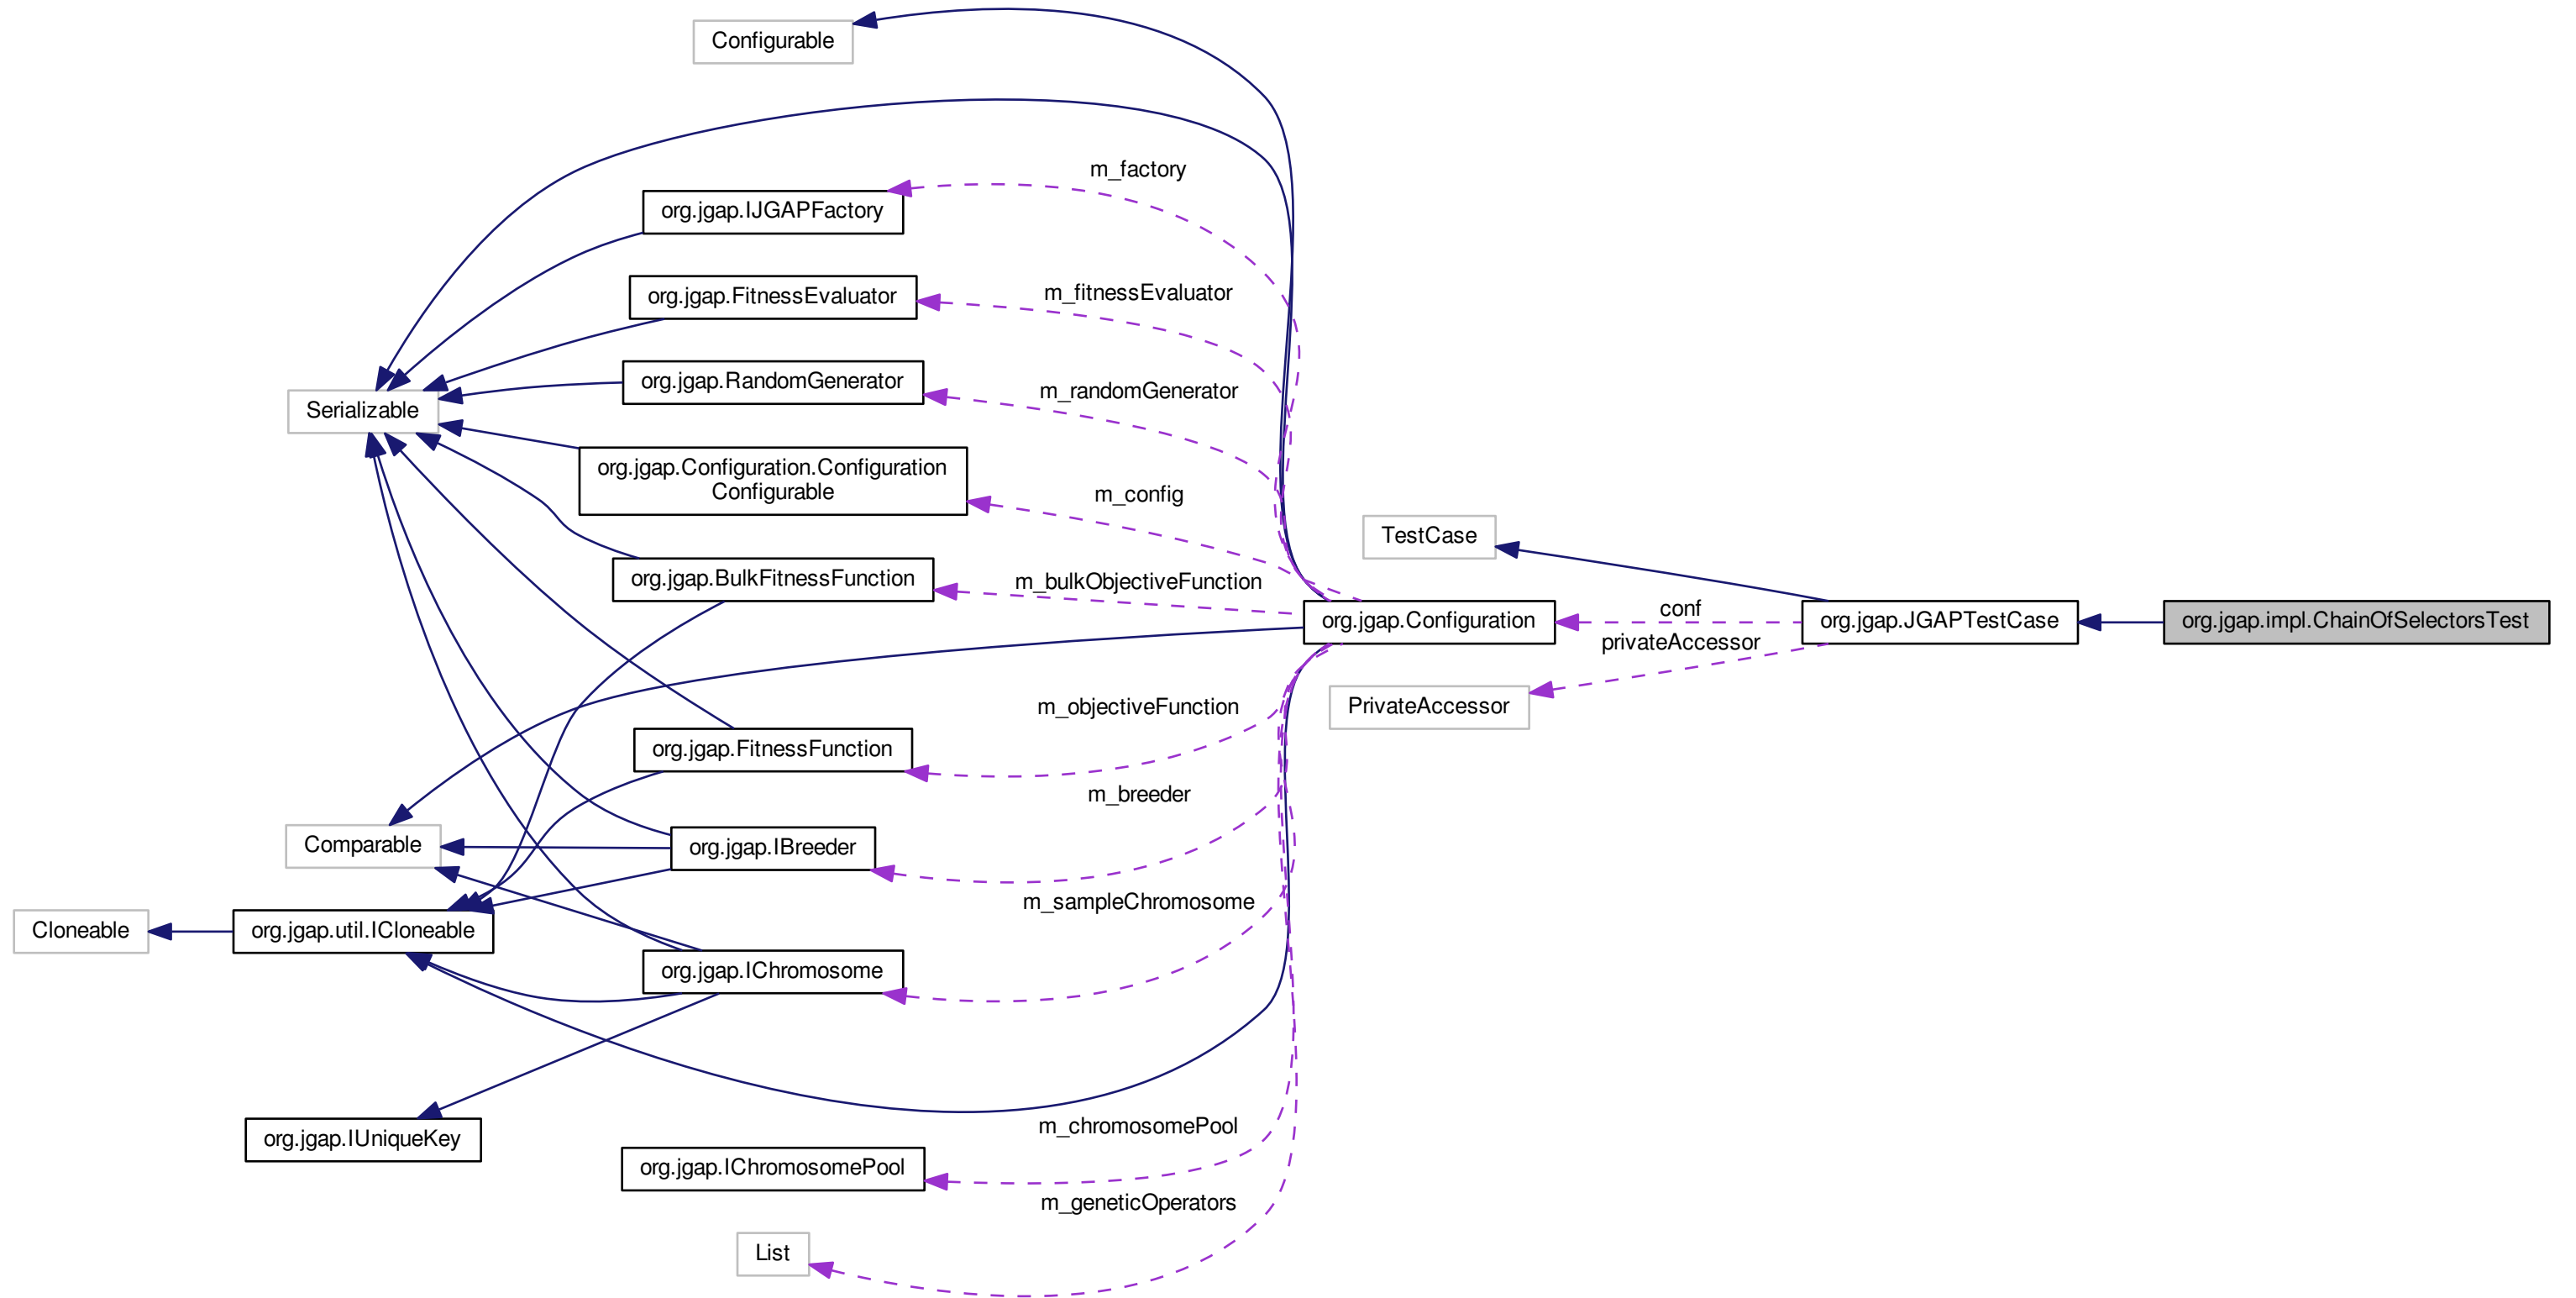 Configurable
m_factory
org.jgap.IJGAPFactory
m_fitnessEvaluator
org.jgap.FitnessEvaluator
m_randomGenerator
org.jgap.RandomGenerator
Serializable
org.jgap.Configuration.Configuration
Configurable
m_config
TestCase
org.jgap.BulkFitnessFunction
m_bulkObjectiveFunction
org.jgap.Configuration
conf
org.jgap.JGAPTestCase
org.jgap.impl.ChainOfSelectorsTest
privateAccessor
PrivateAccessor
m_objectiveFunction
org.jgap.FitnessFunction
m_breeder
Comparable
org.jgap.IBreeder
m_sampleChromosome
Cloneable
org.jgap.util.ICloneable
org.jgap.IChromosome
m_chromosomePool
org.jgap.IUniqueKey
org.jgap.IChromosomePool
m_geneticOperators
List